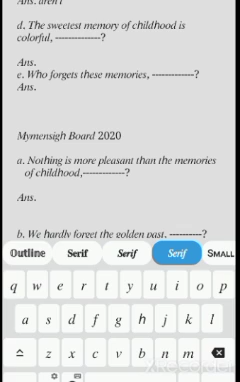 Ans. aren't
d. The sweetest memory of childhood is
colorful, --------------?
Ans.
e. Who forgets these memories, -------------?
Ans.
Mymensigh Board 2020
a. Nothing is more pleasant than the memories
of childhood,-------------?
Ans.
b. We hardly forget the golden past, ----------?
Outline Serif Serif Serif SMALL
q w e r t y u i o p
a s d f g h j k l
z x c v b n m